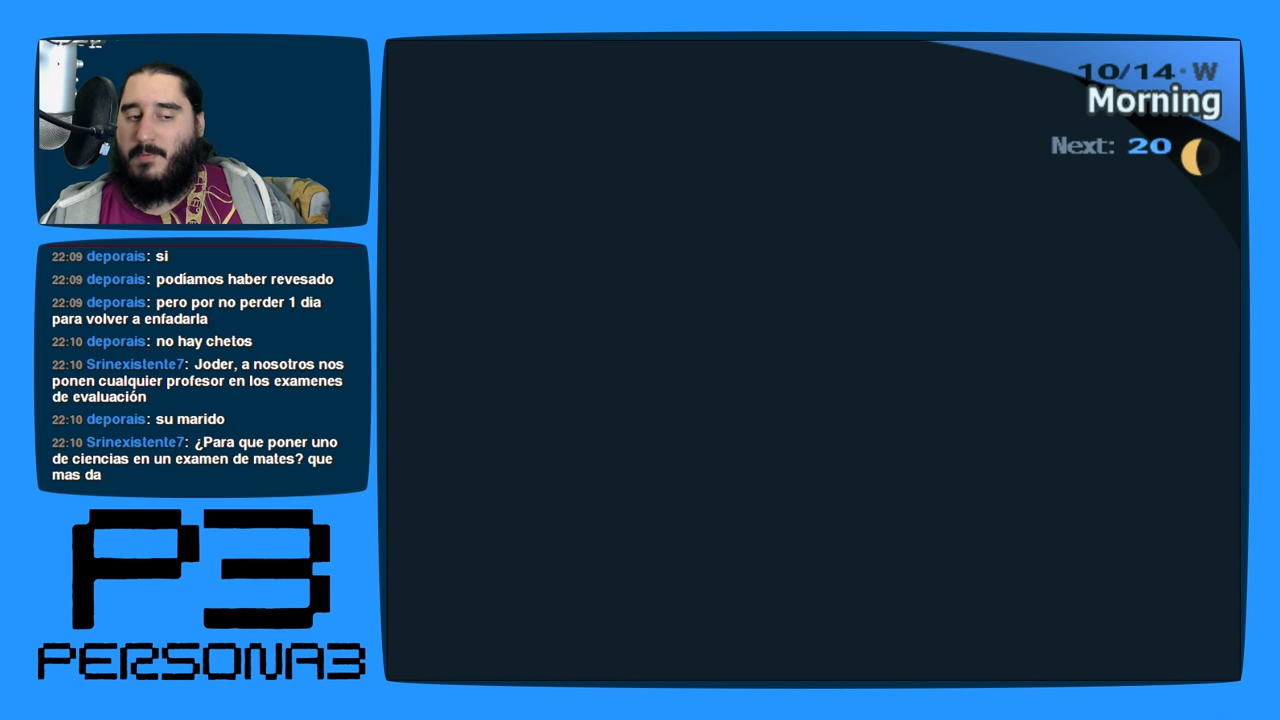 10/14·W
Morning
Next: 20
22:09 deporais: si
22:09 deporais: podíamos haber revesado
22:09 deporais: pero por no perder 1 dia
para volver a enfadarla
22:10 deporais: no hay chetos
22:10 Srinexistente7: Joder, a nosotros nos
ponen cualquier profesor en los examenes
de evaluación
22:10 deporais: su marido
22:10 Srinexistente7: ¿Para que poner uno
de ciencias en un examen de mates? que
mas da
P3
PERSONA3